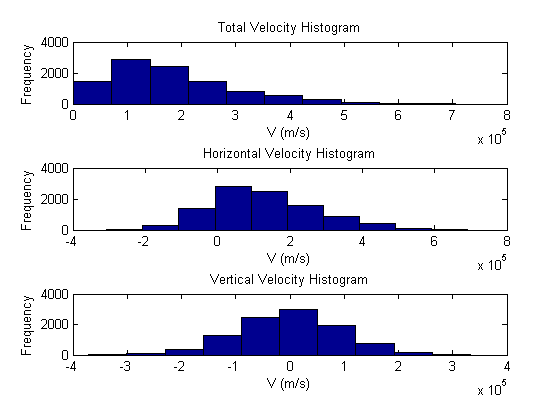 Total Velocity Histogram
4000
2000
0
Frequency
0 1 2 3 4 5 6 7 8
V (m/s)
x 10^5
Horizontal Velocity Histogram
4000
2000
0
Frequency
-4 -2 0 2 4 6 8
V (m/s)
x 10^5
Vertical Velocity Histogram
4000
2000
0
Frequency
-4 -3 -2 -1 0 1 2 3 4
V (m/s)
x 10^5